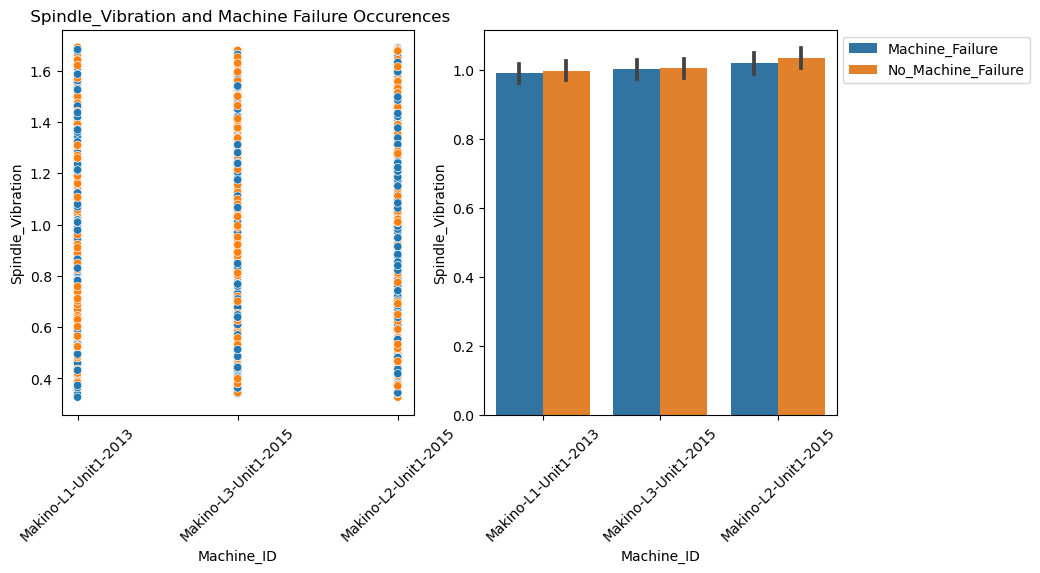 Spindle_Vibration and Machine Failure Occurences
Spindle_Vibration
1.6
1.4
1.2
1.0
0.8
0.6
0.4
Makino-L1-Unit1-2013
Makino-L3-Unit1-2015
Makino-L2-Unit1-2015
Machine_ID
Spindle_Vibration
1.0
0.8
0.6
0.4
0.2
0.0
Makino-L1-Unit1-2013
Makino-L3-Unit1-2015
Makino-L2-Unit1-2015
Machine_ID
Machine_Failure
No_Machine_Failure